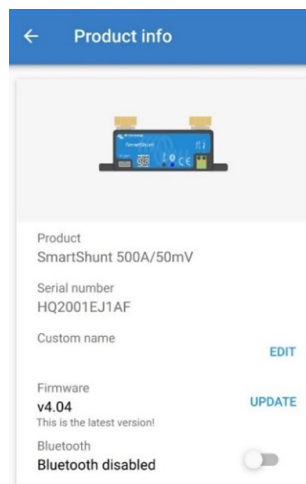 Product info
SmartShunt
Product
SmartShunt 500A/50mV
Serial number
HQ2001EJ1AF
Custom name
EDIT
Firmware
v4.04
UPDATE
This is the latest version!
Bluetooth
Bluetooth disabled